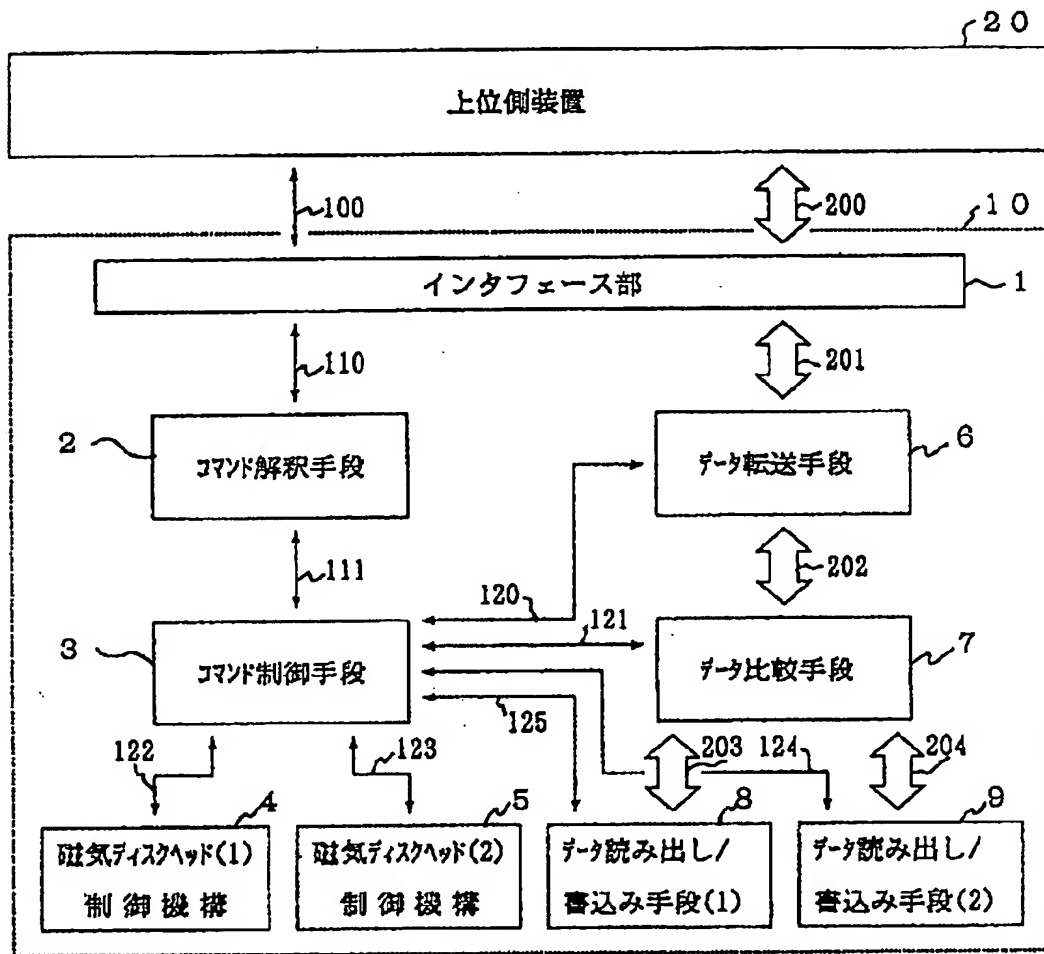 20
上位側装置
100
200
10
インタフェース部
1
110
201
2
コマンド解釈手段
データ転送手段
6
111
202
120
121
3
コマンド制御手段
データ比較手段
7
125
122
123
203
124
204
4
5
8
9
磁気ディスクヘッド(1)
制御機構
磁気ディスクヘッド(2)
制御機構
データ読み出し/
書込み手段(1)
データ読み出し/
書込み手段(2)